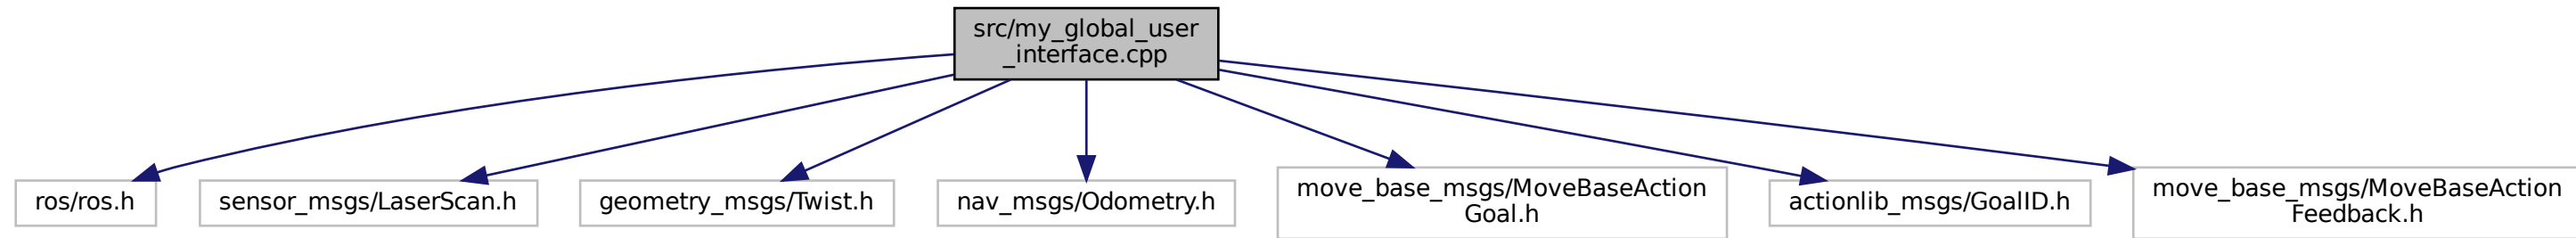 src/my_global_user
_interface.cpp
ros/ros.h
sensor_msgs/LaserScan.h
geometry_msgs/Twist.h
nav_msgs/Odometry.h
move_base_msgs/MoveBaseAction
Goal.h
actionlib_msgs/GoalID.h
move_base_msgs/MoveBaseAction
Feedback.h